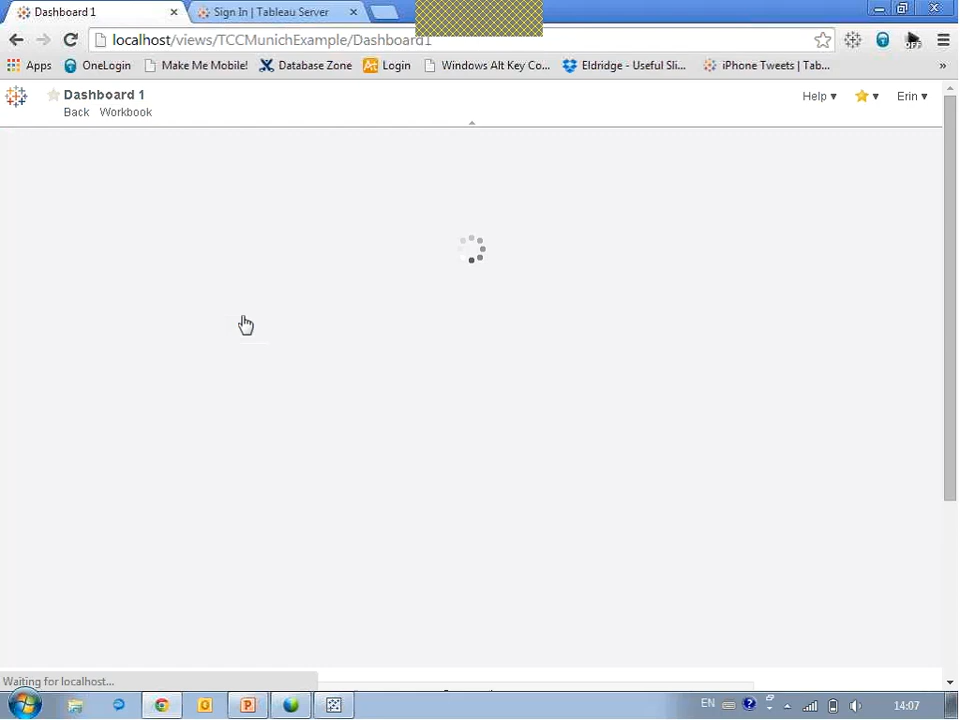 Dashboard 1
Sign In | Tableau Server
localhost/views/TCCMunichExample/Dashboard1
Apps
OneLogin
Make Me Mobile!
Database Zone
Login
Windows Alt Key Co...
Eldridge - Useful Sli...
iPhone Tweets | Tab...
»
Dashboard 1
Help
Erin
Back
Workbook
Waiting for localhost...
EN
14:07